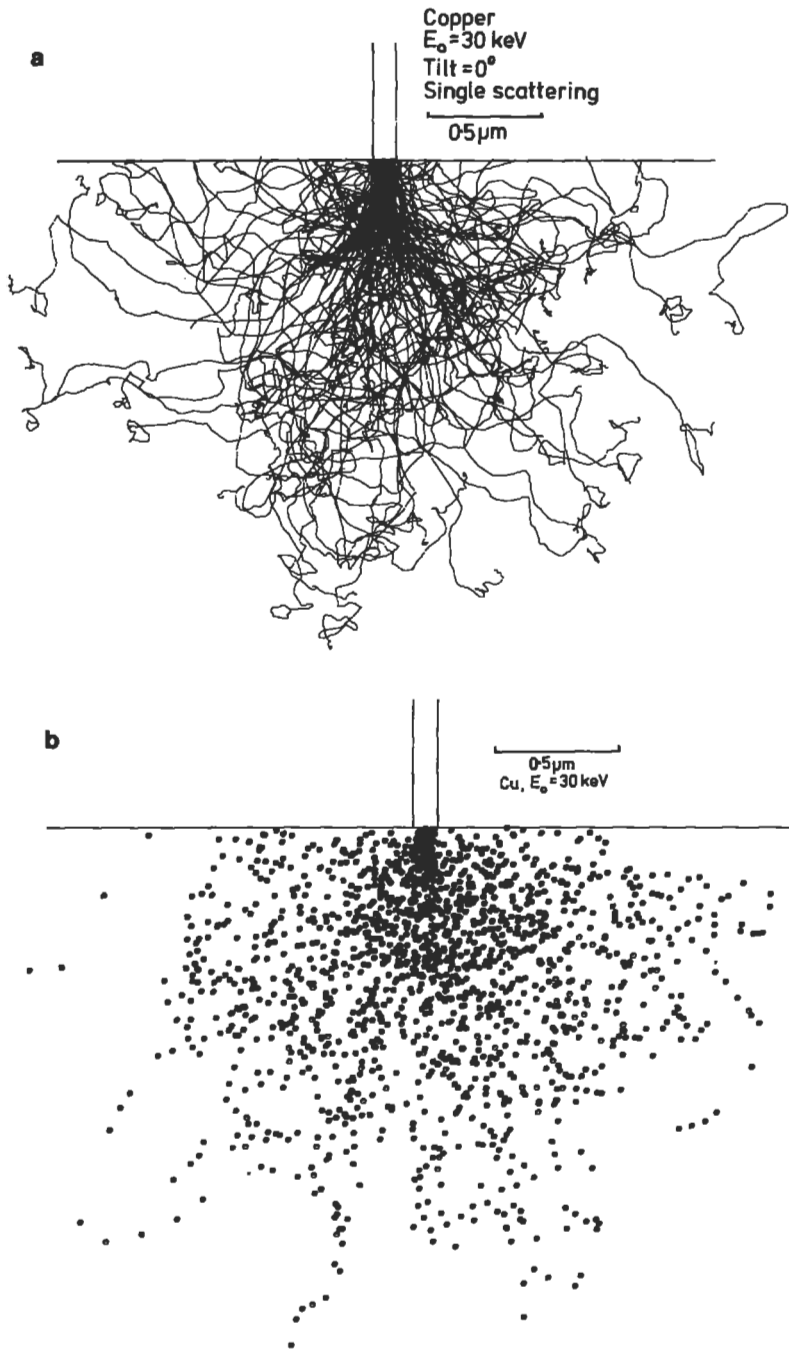 a
Copper
E₀=30 keV
Tilt=0°
Single scattering
0·5μm
b
0·5μm
Cu, E₀=30 keV